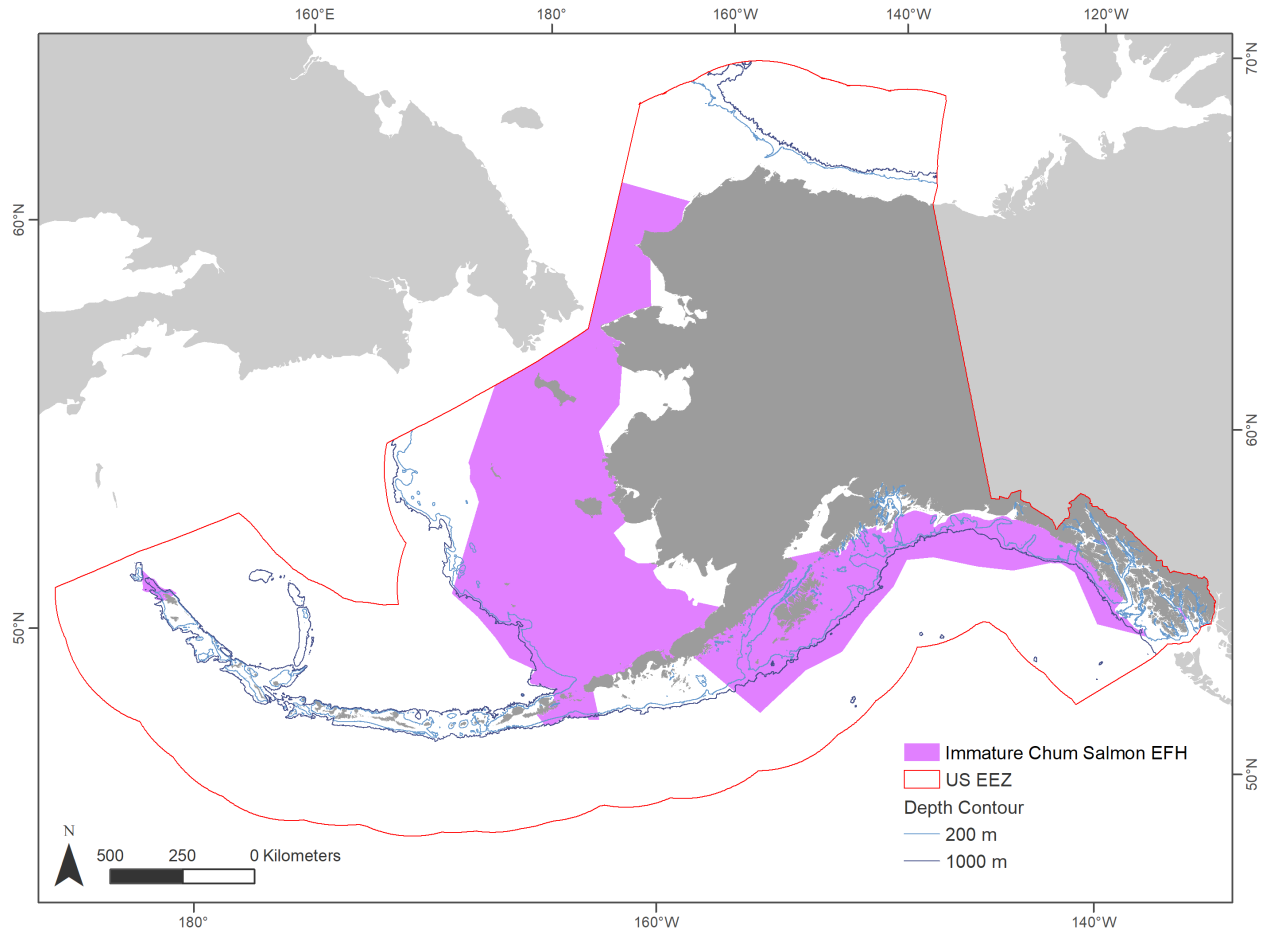 160°E 180° 160°W 140°W 120°W
70°N
60°N
60°N
50°N
50°N
Immature Chum Salmon EFH
US EEZ
Depth Contour
200 m
1000 m
N
500 250 0 Kilometers
180° 160°W 140°W